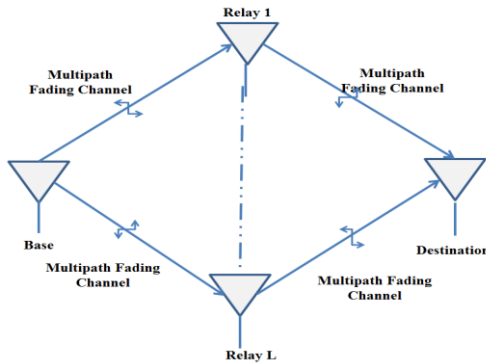 Relay 1
Multipath
Fading Channel
Multipath
Fading Channel
Base
Destination
Multipath Fading
Channel
Multipath Fading
Channel
Relay L